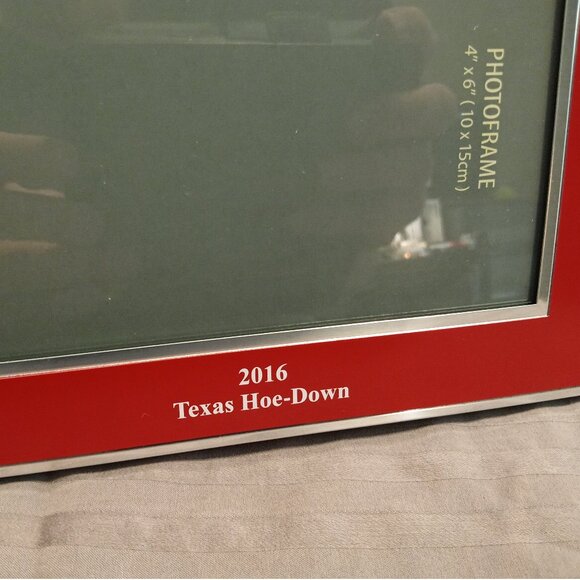 PHOTOFRAME
4" x 6" ( 10 x 15cm )
2016
Texas Hoe-Down